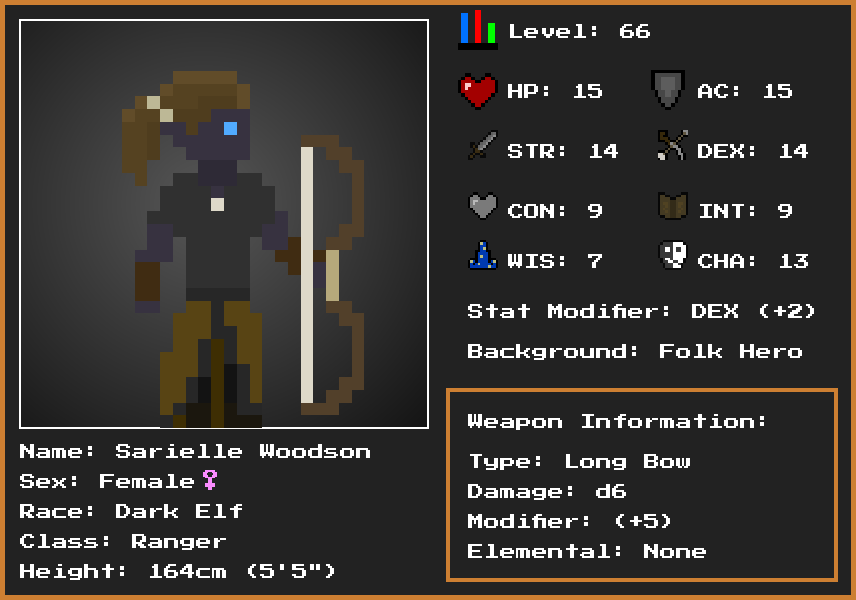 Level: 66
HP: 15
AC: 15
STR: 14
DEX: 14
CON: 9
INT: 9
WIS: 7
CHA: 13
Stat Modifier: DEX (+2)
Background: Folk Hero
Name: Sarielle Woodson
Sex: Female♀
Race: Dark Elf
Class: Ranger
Height: 164cm (5'5")
Weapon Information:
Type: Long Bow
Damage: d6
Modifier: (+5)
Elemental: None